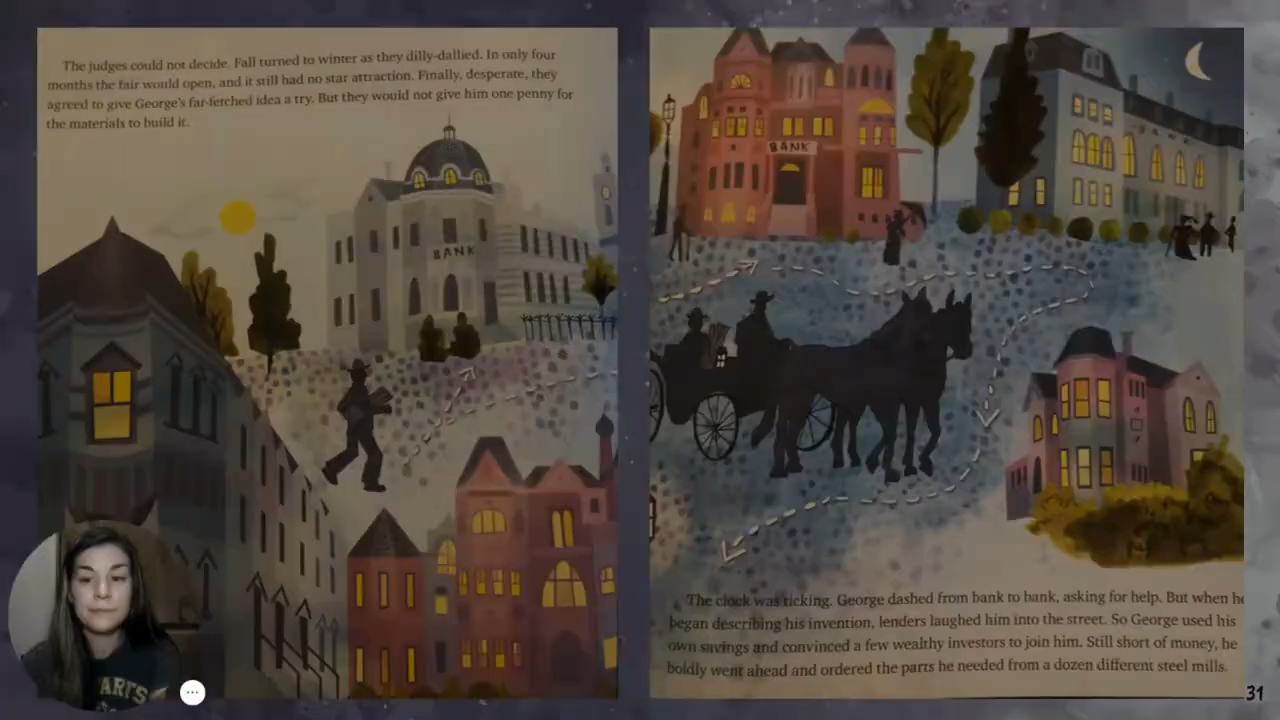 The judges could not decide. Fall turned to winter as they dilly-dallied. In only four
months the fair would open, and it still had no star attraction. Finally, desperate, they
agreed to give George's far-fetched idea a try. But they would not give him one penny for
the materials to build it.
BANK
BANK
The clock was ticking. George dashed from bank to bank, asking for help. But when he
began describing his invention, lenders laughed him into the street. So George used his
own savings and convinced a few wealthy investors to join him. Still short of money, he
boldly went ahead and ordered the parts he needed from a dozen different steel mills.
31